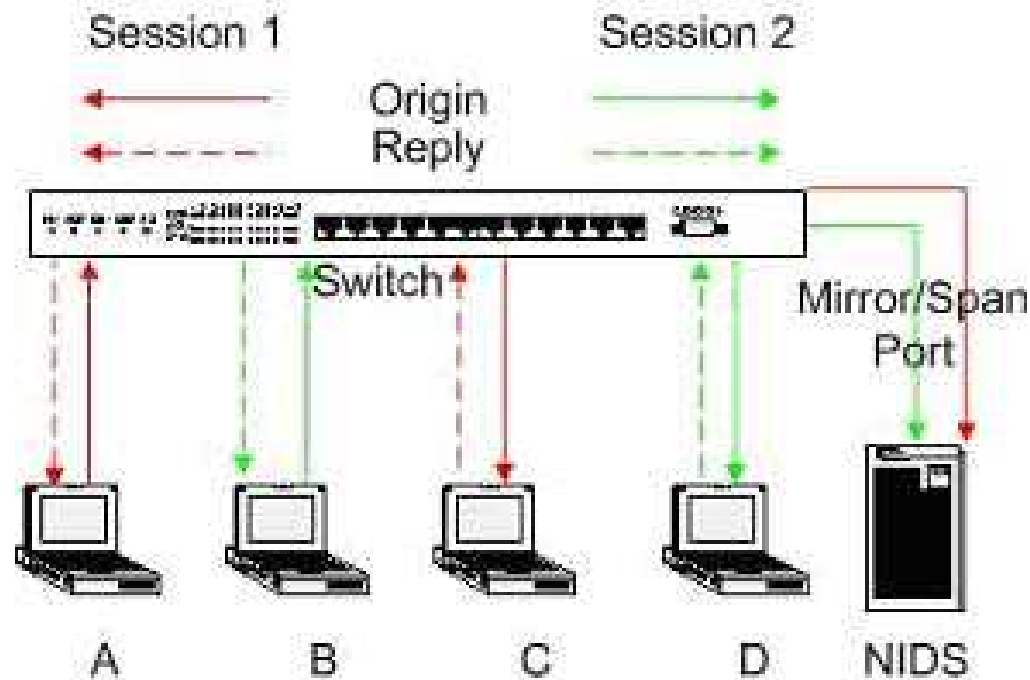 Session 1
Session 2
Origin
Reply
Switch
Mirror/Span
Port
A
B
C
D
NIDS